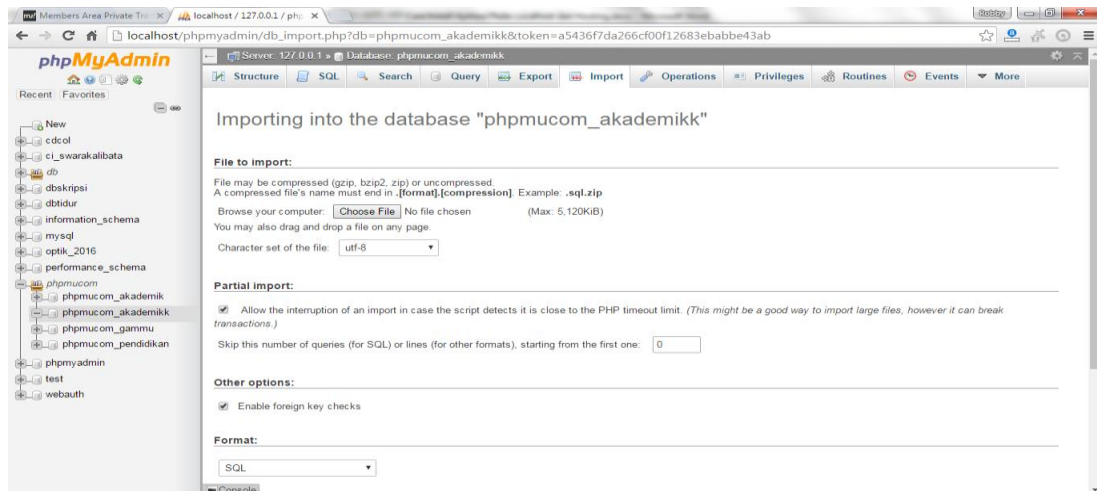 Members Area Private Tra
localhost / 127.0.0.1 / php
Robby
localhost/phpmyadmin/db_import.php?db=phpmucom_akademikk&token=a5436f7da266cf00f12683ebabbe43ab
phpMyAdmin
Recent Favorites
New
cdcol
ci_swarakalibata
db
dbskripsi
dbtidur
information_schema
mysql
optik_2016
performance_schema
phpmucom
phpmucom_akademik
phpmucom_akademikk
phpmucom_gammu
phpmucom_pendidikan
phpmyadmin
test
webauth
Server: 127.0.0.1 » Database: phpmucom_akademikk
Structure SQL Search Query Export Import Operations Privileges Routines Events More
Importing into the database "phpmucom_akademikk"
File to import:
File may be compressed (gzip, bzip2, zip) or uncompressed.
A compressed file's name must end in .[format].[compression]. Example: .sql.zip
Browse your computer: Choose File No file chosen (Max: 5,120KiB)
You may also drag and drop a file on any page.
Character set of the file: utf-8
Partial import:
Allow the interruption of an import in case the script detects it is close to the PHP timeout limit. (This might be a good way to import large files, however it can break
transactions.)
Skip this number of queries (for SQL) or lines (for other formats), starting from the first one: 0
Other options:
Enable foreign key checks
Format:
SQL
Console